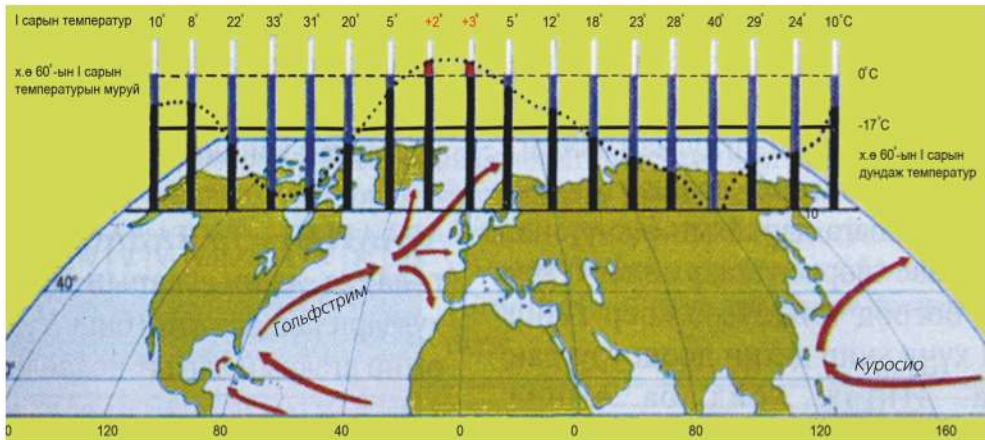 I сарын температур 10° 8° 22° 33° 31° 20° 5° +2° +3° 5° 12° 18° 23° 28° 40° 29° 24° 10°C
х.ө 60°-ын I сарын
температурын муруй
0°C
-17°C
х.ө 60°-ын I сарын
дундаж температур
10
40°
Гольфстрим
Куросио
0 120 80 40 0 0 80 120 160